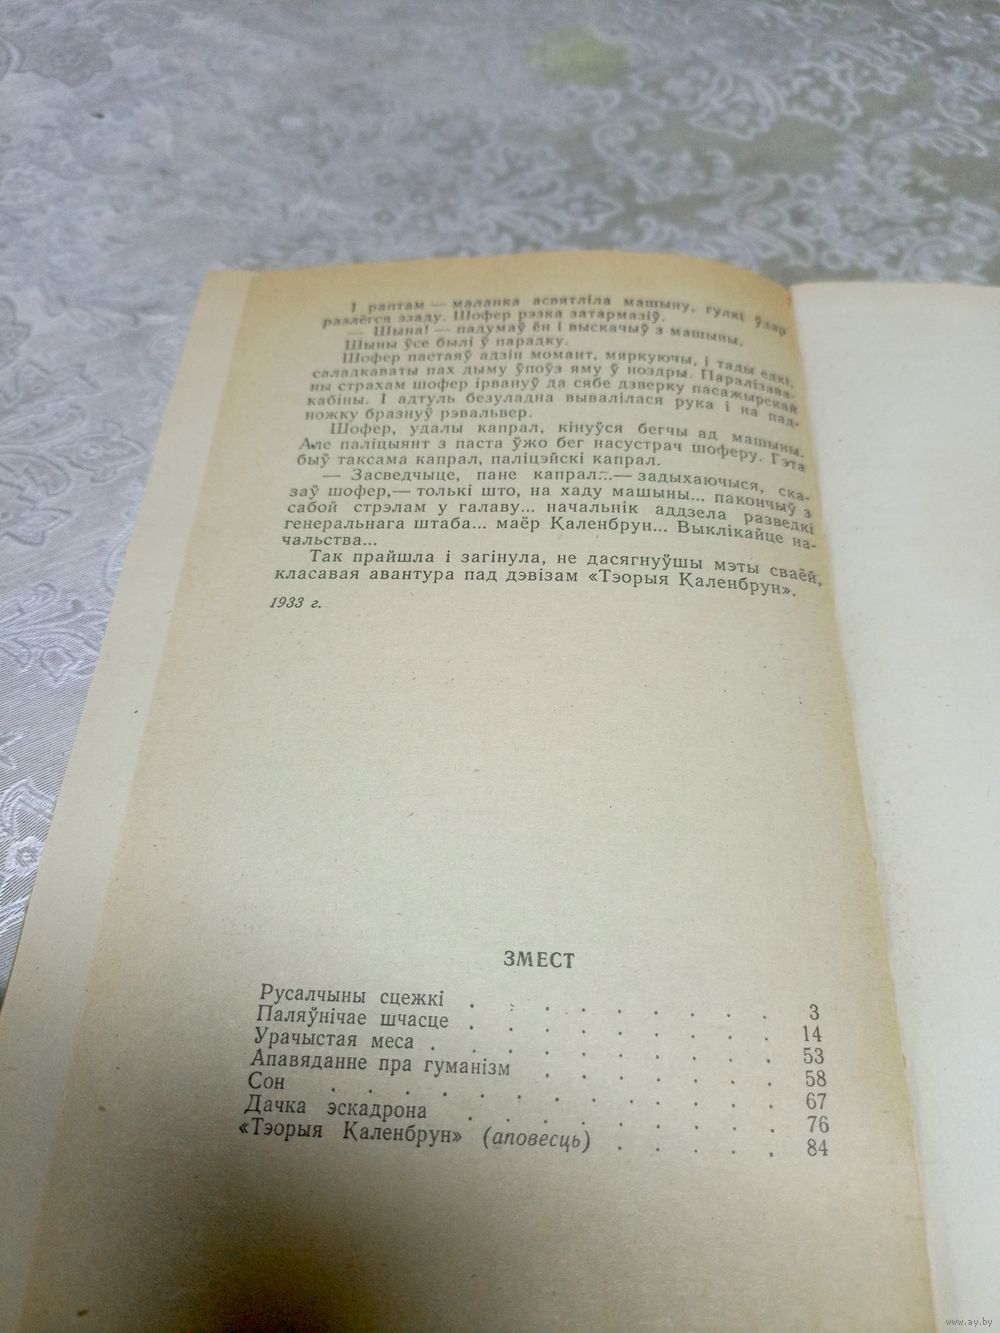 І раптам — маланка асвятліла машыну, гулкі ўдар
разлёгся ззаду. Шофер рэзка затармазіў.
— Шына! — падумаў ён і выскачыў з машыны.
Шыны ўсе былі ў парадку.
Шофер пастаяў адзін момант, мяркуючы, і тады едкі,
саладкаваты пах дыму ўпоўз яму ў ноздры. Паралізава-
ны страхам шофер ірвануў да сябе дзверку пасажырскай
кабіны. І адтуль безуладна вывалілася рука і на пад-
ножку бразнуў рэвальвер.
Шофер, удалы капрал, кінуўся бегчы ад машыны.
Але паліцыянт з паста ўжо бег насустрач шоферу. Гэта
быў таксама капрал, паліцэйскі капрал.
— Засведчыце, пане капрал...— задыхаючыся, ска-
заў шофер,— толькі што, на хаду машыны... пакончыў з
сабой стрэлам у галаву... начальнік аддзела разведкі
генеральнага штаба... маёр Каленбрун... Выклікайце на-
чальства...
Так прайшла і загінула, не дасягнуўшы мэты сваёй,
класавая авантура пад дэвізам «Тэорыя Каленбрун».
1933 г.
ЗМЕСТ
Русалчыны сцежкі . . . . . . . . 3
Паляўнічае шчасце . . . . . . . . 14
Урачыстая меса . . . . . . . . . 53
Апавяданне пра гуманізм . . . . . . . 58
Сон . . . . . . . . . . . . 67
Дачка эскадрона . . . . . . . . . 76
«Тэорыя Каленбрун» (аповесць) . . . . . 84
www.ay.by